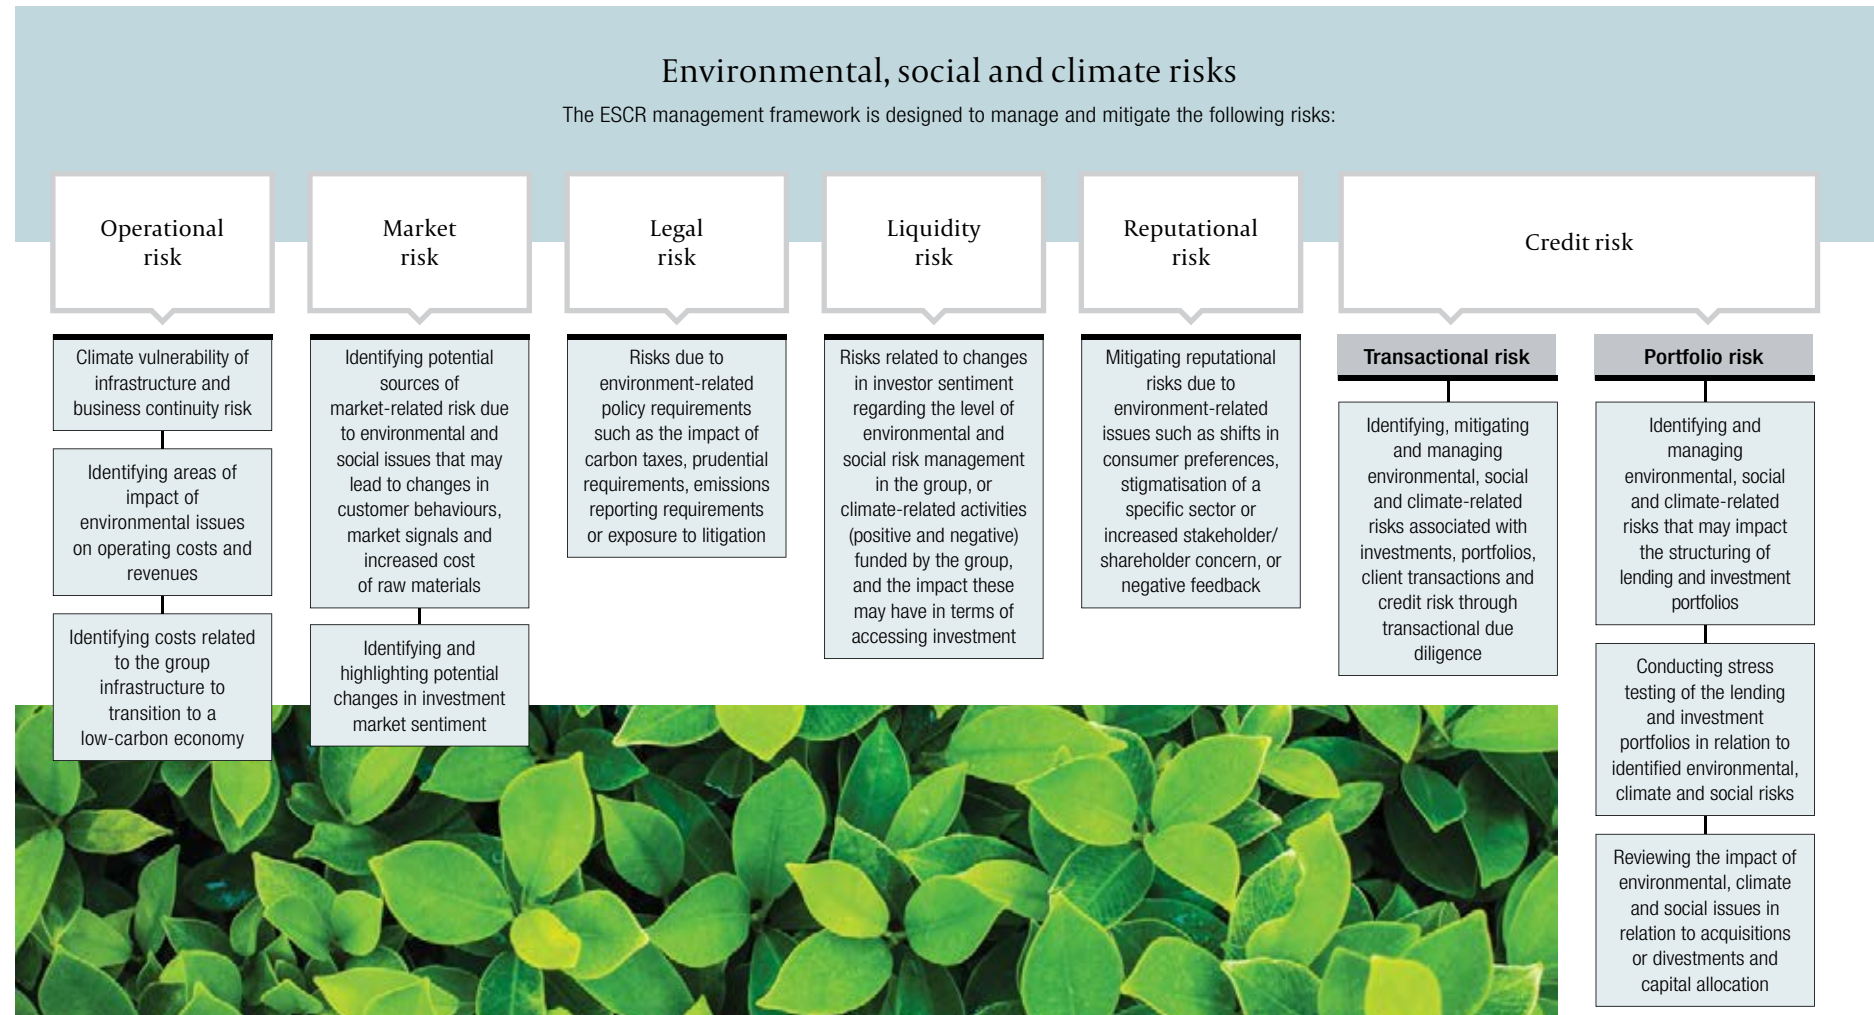 Environmental, social and climate risks
The ESCR management framework is designed to manage and mitigate the following risks:
Operational
risk
Climate vulnerability of
infrastructure and
business continuity risk
Identifying areas of
impact of
environmental issues
on operating costs and
revenues
Identifying costs related
to the group
infrastructure to
transition to a
low-carbon economy
Market
risk
Identifying potential
sources of
market-related risk due
to environmental and
social issues that may
lead to changes in
customer behaviours,
market signals and
increased cost
of raw materials
Identifying and
highlighting potential
changes in investment
market sentiment
Legal
risk
Risks due to
environment-related
policy requirements
such as the impact of
carbon taxes, prudential
requirements, emissions
reporting requirements
or exposure to litigation
Liquidity
risk
Risks related to changes
in investor sentiment
regarding the level of
environmental and
social risk management
in the group, or
climate-related activities
(positive and negative)
funded by the group,
and the impact these
may have in terms of
accessing investment
Reputational
risk
Mitigating reputational
risks due to
environment-related
issues such as shifts in
consumer preferences,
stigmatisation of a
specific sector or
increased stakeholder/
shareholder concern, or
negative feedback
Credit risk
Transactional risk
Identifying, mitigating
and managing
environmental, social
and climate-related
risks associated with
investments, portfolios,
client transactions and
credit risk through
transactional due
diligence
Portfolio risk
Identifying and
managing
environmental, social
and climate-related
risks that may impact
the structuring of
lending and investment
portfolios
Conducting stress
testing of the lending
and investment
portfolios in relation to
identified environmental,
climate and social risks
Reviewing the impact of
environmental, climate
and social issues in
relation to acquisitions
or divestments and
capital allocation